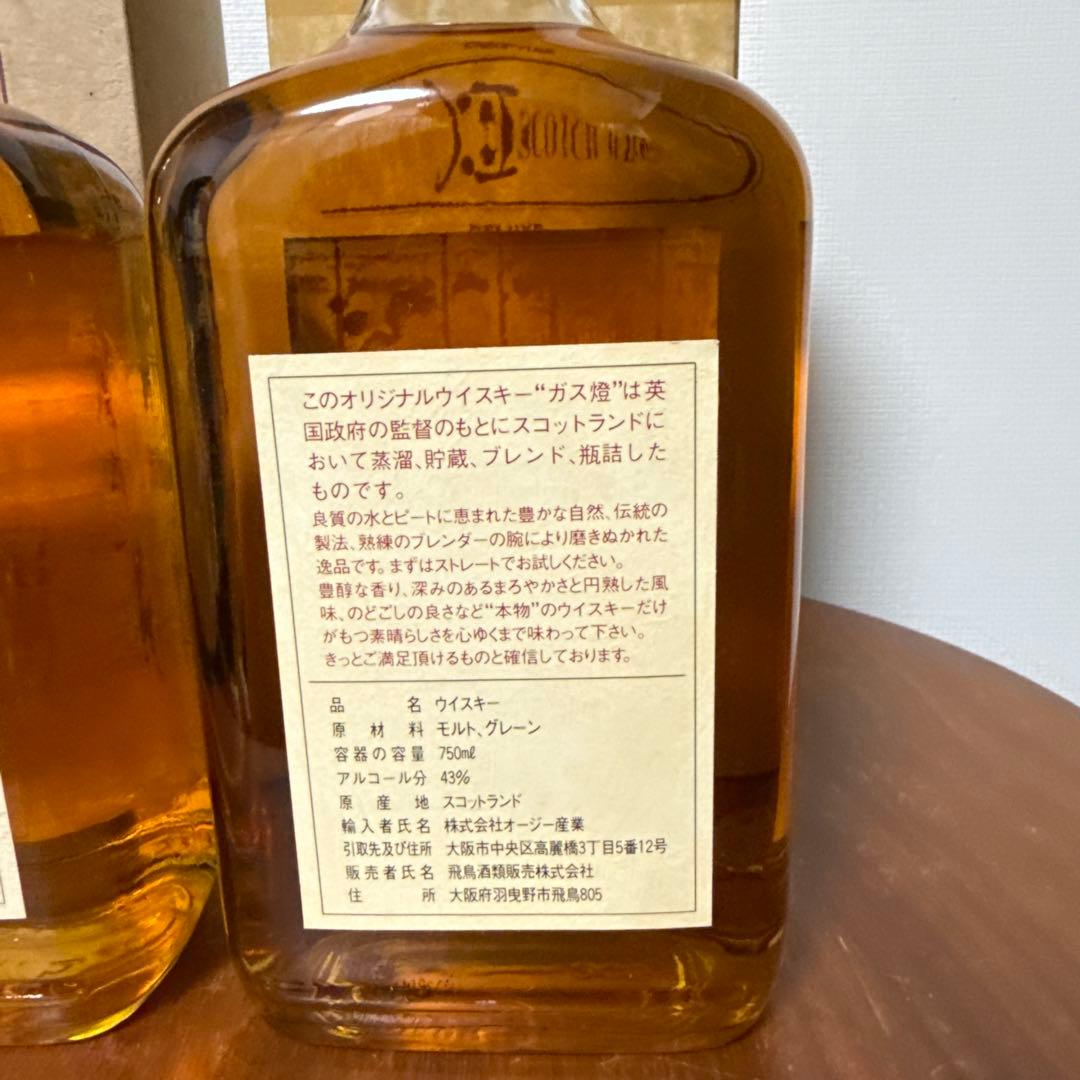 SCOTCH
このオリジナルウイスキー“ガス燈”は英
国政府の監督のもとにスコットランドに
おいて蒸溜、貯蔵、ブレンド、瓶詰した
ものです。
良質の水とピートに恵まれた豊かな自然、伝統の
製法、熟練のブレンダーの腕により磨きぬかれた
逸品です。まずはストレートでお試しください。
豊醇な香り、深みのあるまろやかさと円熟した風
味、のどごしの良さなど“本物”のウイスキーだけ
がもつ素晴らしさを心ゆくまで味わって下さい。
きっとご満足頂けるものと確信しております。
品名 ウイスキー
原材料 モルト、グレーン
容器の容量 750㎖
アルコール分 43%
原産地 スコットランド
輸入者氏名 株式会社オージー産業
引取先及び住所 大阪市中央区高麗橋3丁目5番12号
販売者氏名 飛鳥酒類販売株式会社
住所 大阪府羽曳野市飛鳥805